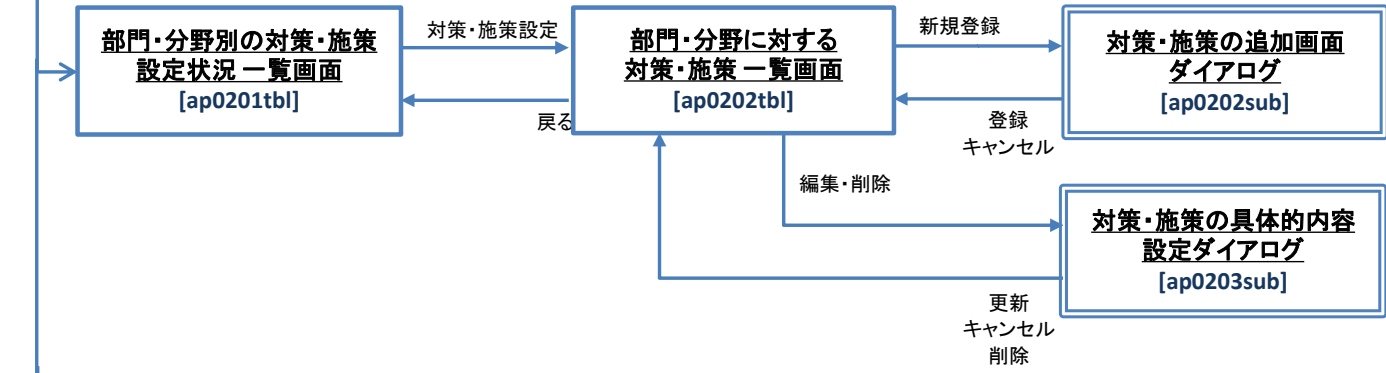 部門・分野別の対策・施策
設定状況 一覧画面
[ap0201tbl]
対策・施策設定
戻る
部門・分野に対する
対策・施策 一覧画面
[ap0202tbl]
新規登録
登録
キャンセル
対策・施策の追加画面
ダイアログ
[ap0202sub]
編集・削除
対策・施策の具体的内容
設定ダイアログ
[ap0203sub]
更新
キャンセル
削除